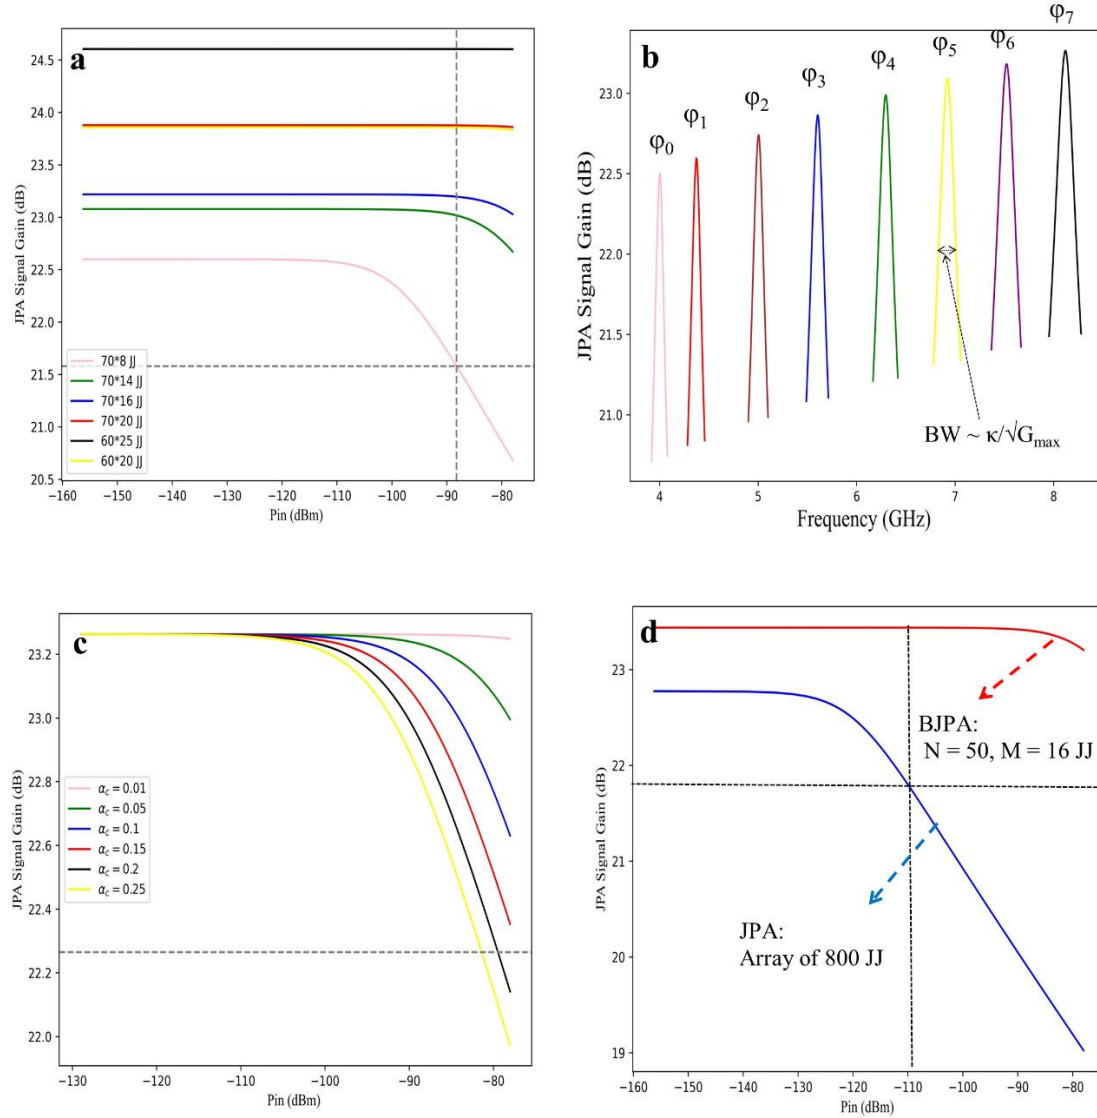 a
JPA Signal Gain (dB)
24.5
24.0
23.5
23.0
22.5
22.0
21.5
21.0
20.5
70*8 JJ
70*14 JJ
70*16 JJ
70*20 JJ
60*25 JJ
60*20 JJ
−160 −150 −140 −130 −120 −110 −100 −90 −80
Pin (dBm)
b
JPA Signal Gain (dB)
23.0
22.5
22.0
21.5
21.0
φ0
φ1
φ2
φ3
φ4
φ5
φ6
φ7
BW ~ κ/√Gmax
4 5 6 7 8
Frequency (GHz)
c
JPA Signal Gain (dB)
23.2
23.0
22.8
22.6
22.4
22.2
22.0
αc = 0.01
αc = 0.05
αc = 0.1
αc = 0.15
αc = 0.2
αc = 0.25
−130 −120 −110 −100 −90 −80
Pin (dBm)
d
JPA Signal Gain (dB)
23
22
21
20
19
BJPA:
N = 50, M = 16 JJ
JPA:
Array of 800 JJ
−160 −150 −140 −130 −120 −110 −100 −90 −80
Pin (dBm)